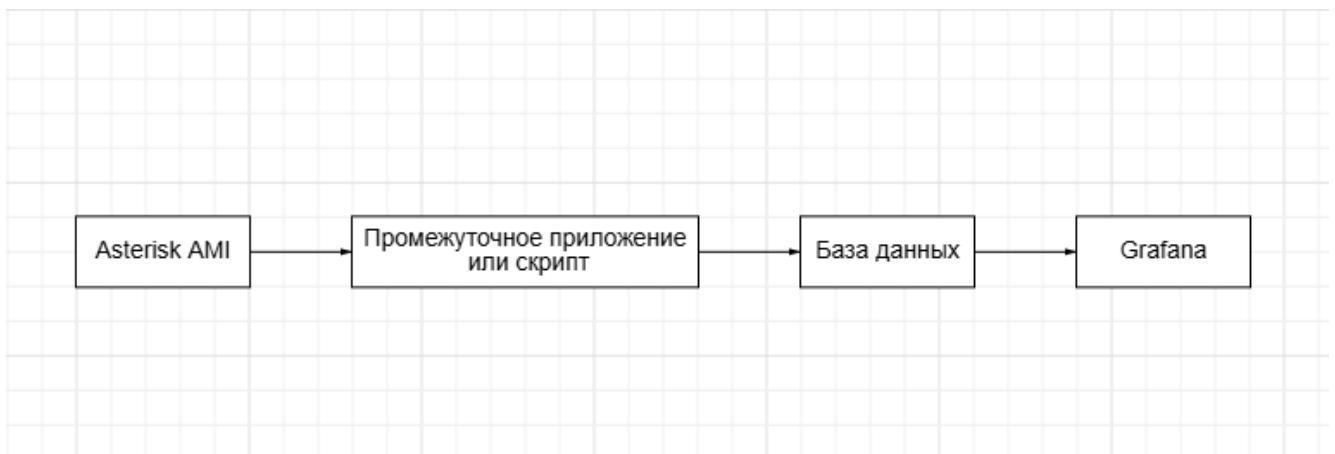 Asterisk AMI
Промежуточное приложение
или скрипт
База данных
Grafana